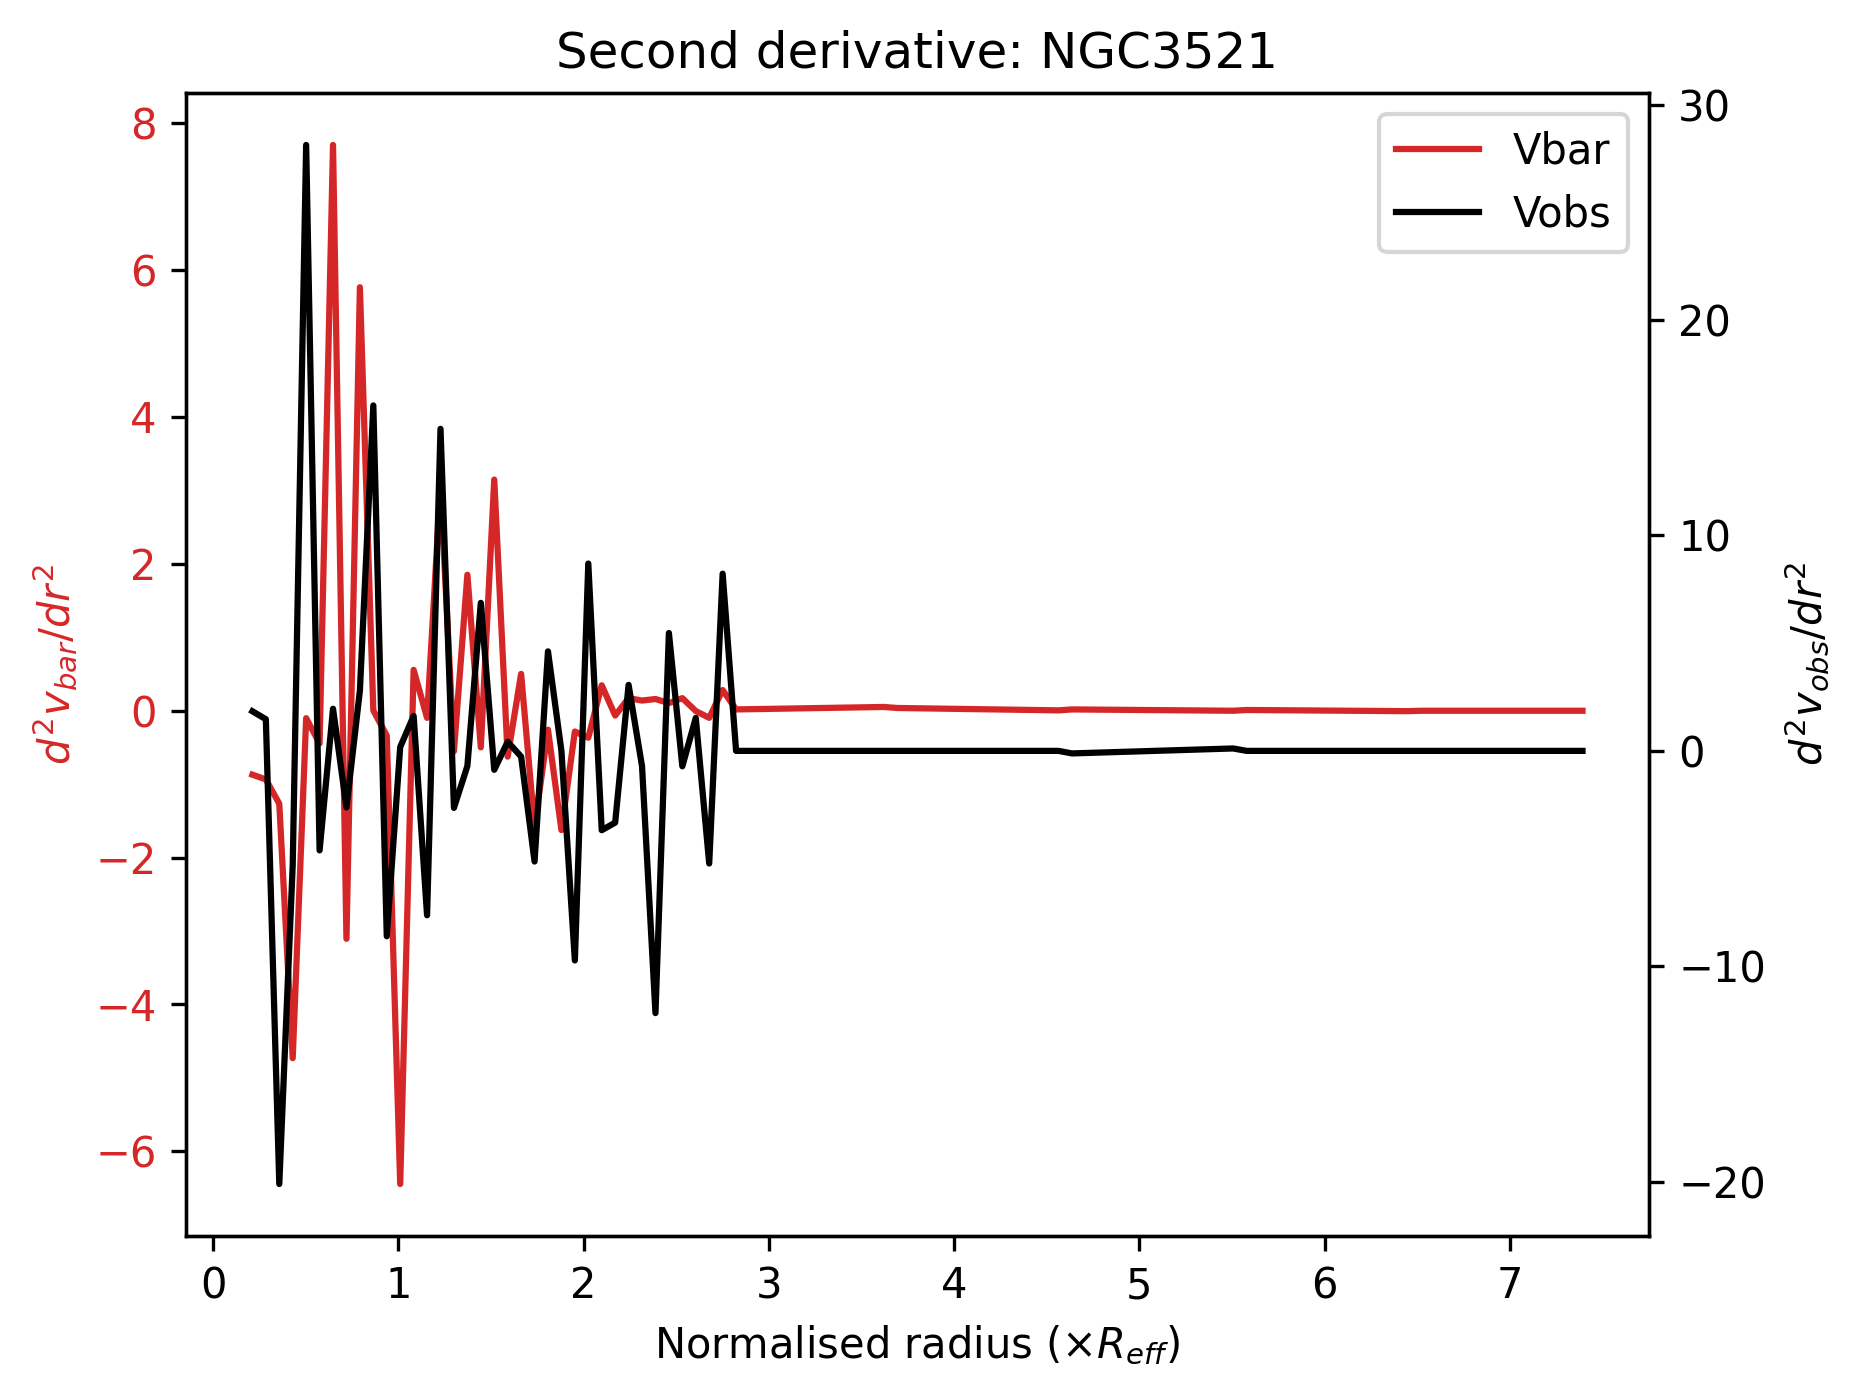 Second derivative: NGC3521
8
6
4
2
0
−2
−4
−6
d²v_bar/dr²
30
20
10
0
−10
−20
d²v_obs/dr²
Vbar
Vobs
0 1 2 3 4 5 6 7
Normalised radius (×R_eff)